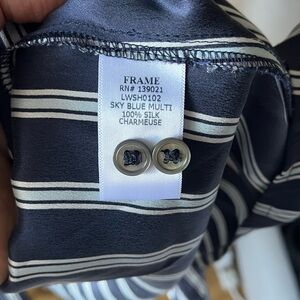 FRAME
RN# 139021
LWSH0102
SKY BLUE MULTI
100% SILK
CHARMEUSE